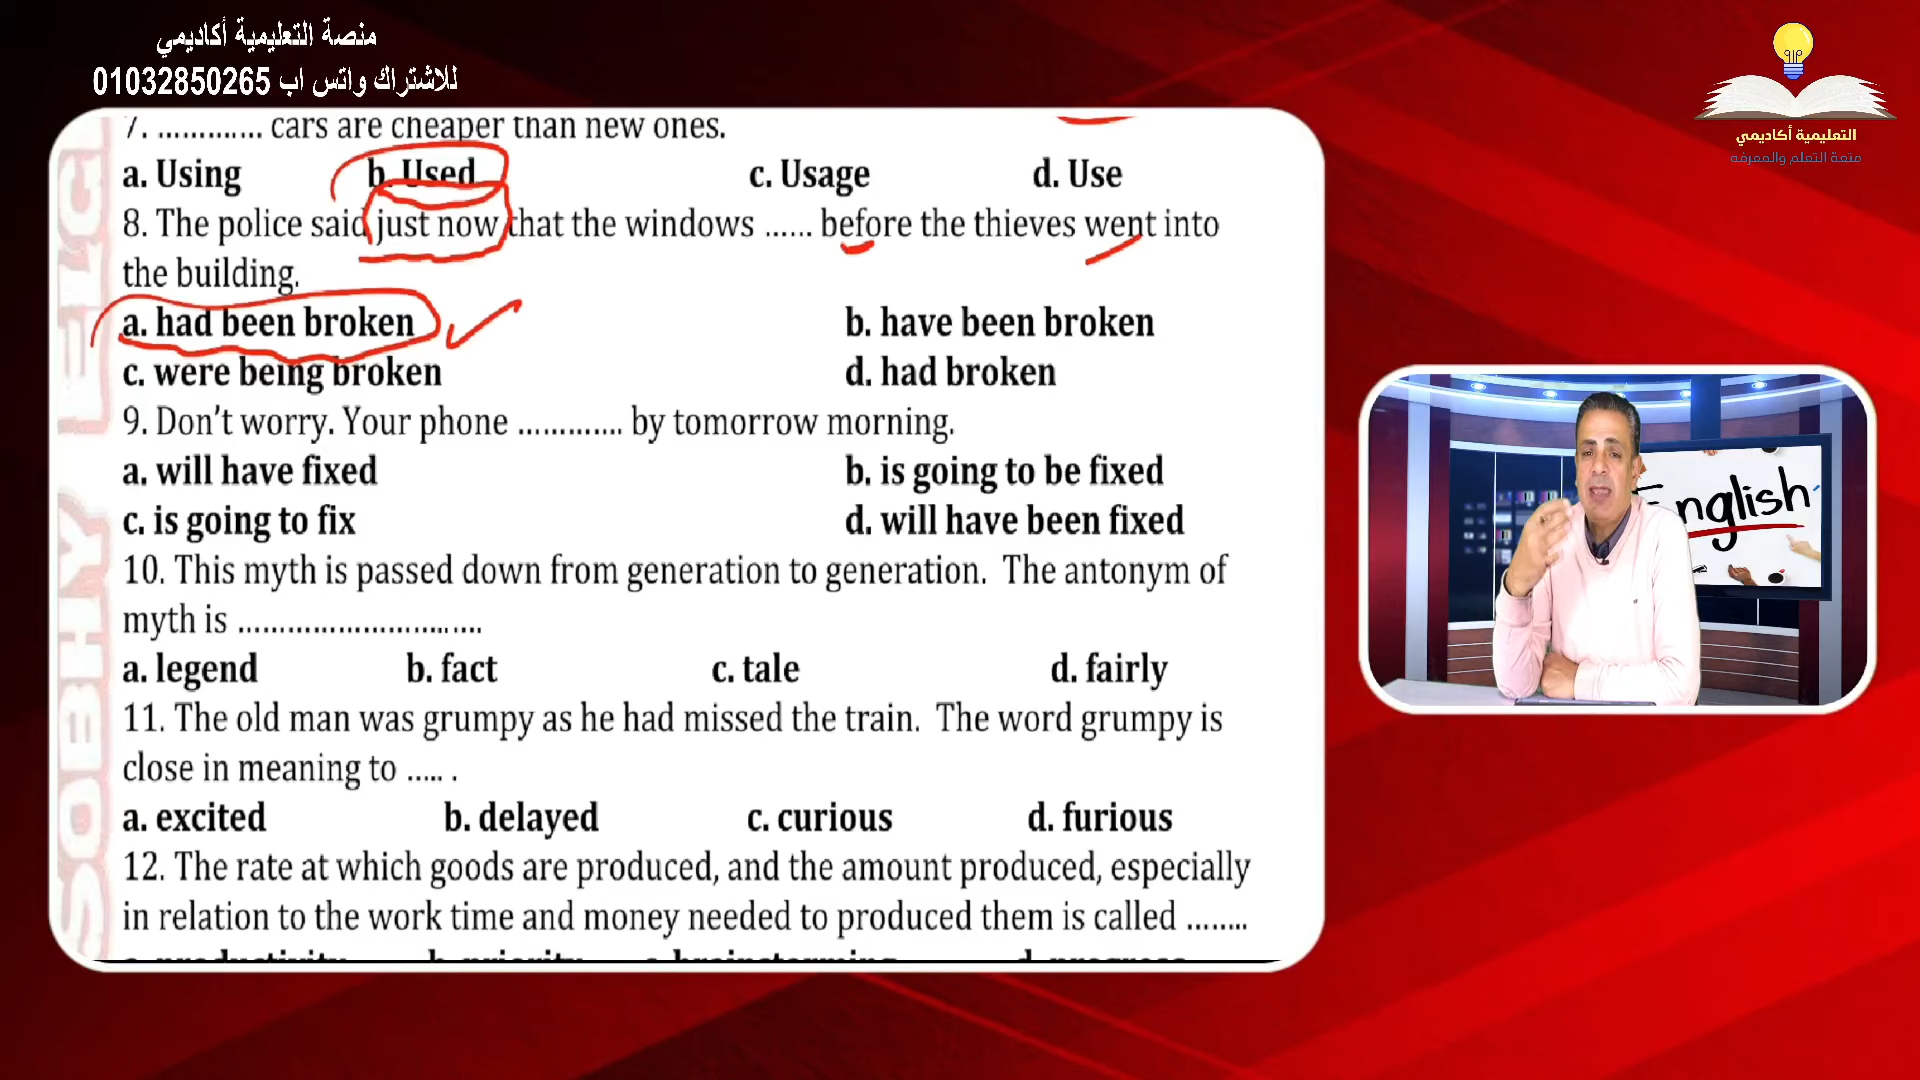 منصة التعليمية أكاديمي
للاشتراك واتس اب 01032850265
التعليمية أكاديمي
متعة التعلم والمعرفه
7. ............. cars are cheaper than new ones.
a. Using b. Used c. Usage d. Use
8. The police said just now that the windows ...... before the thieves went into
the building.
a. had been broken b. have been broken
c. were being broken d. had broken
9. Don’t worry. Your phone ............. by tomorrow morning.
a. will have fixed b. is going to be fixed
c. is going to fix d. will have been fixed
10. This myth is passed down from generation to generation. The antonym of
myth is ..............................
a. legend b. fact c. tale d. fairly
11. The old man was grumpy as he had missed the train. The word grumpy is
close in meaning to ..... .
a. excited b. delayed c. curious d. furious
12. The rate at which goods are produced, and the amount produced, especially
in relation to the work time and money needed to produced them is called ........
a. productivity b. priority c. brainstorming d. progress
SOBHY EIG
English